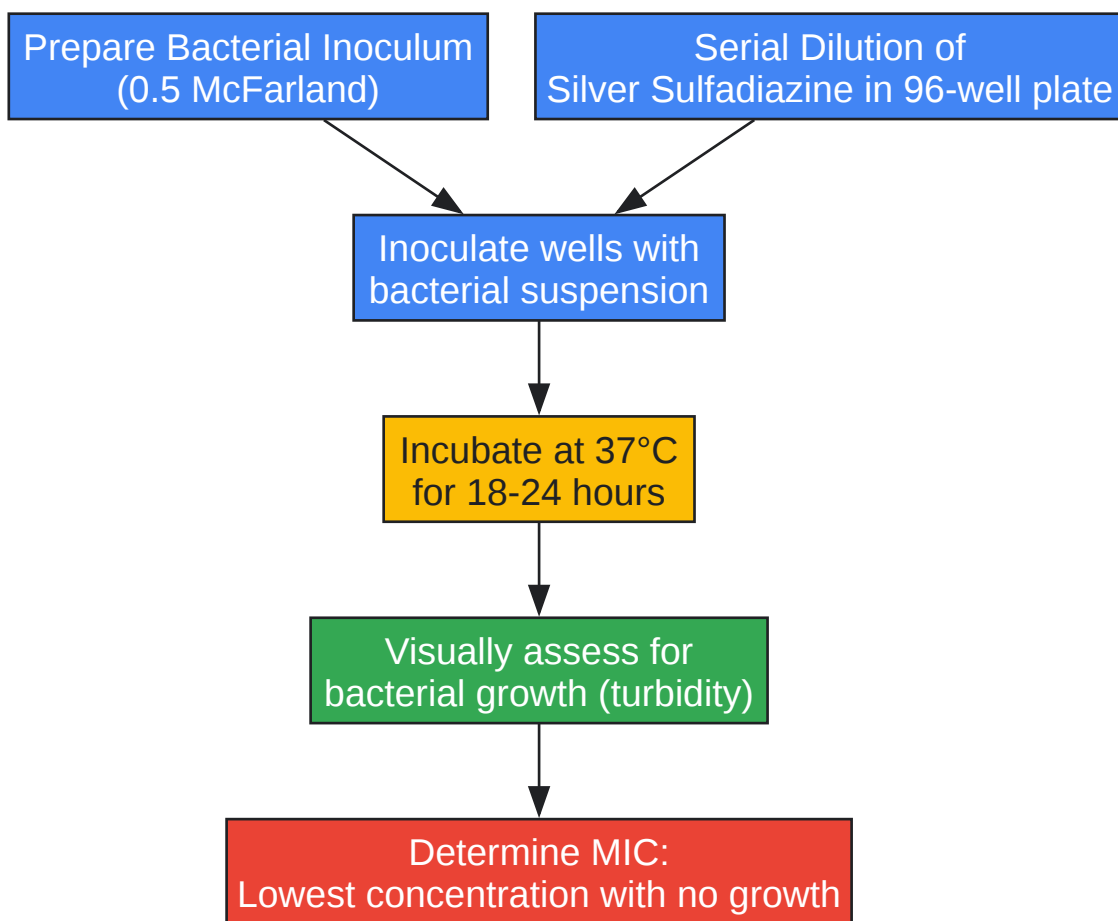 Prepare Bacterial Inoculum
(0.5 McFarland)
Serial Dilution of
Silver Sulfadiazine in 96-well plate
Inoculate wells with
bacterial suspension
Incubate at 37°C
for 18-24 hours
Visually assess for
bacterial growth (turbidity)
Determine MIC:
Lowest concentration with no growth